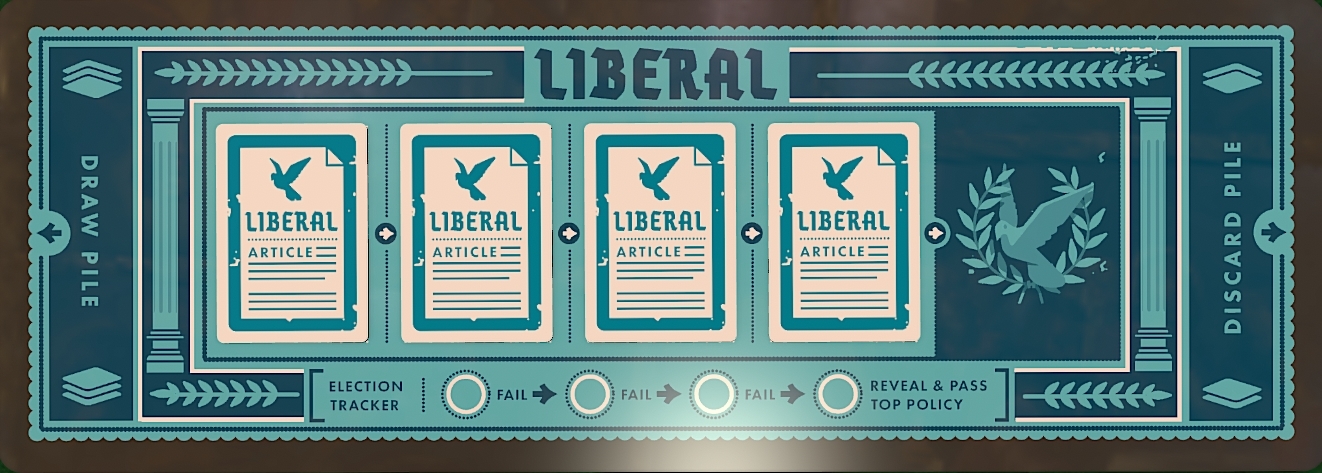 LIBERAL
DRAW PILE
LIBERAL
ARTICLE
LIBERAL
ARTICLE
LIBERAL
ARTICLE
LIBERAL
ARTICLE
DISCARD PILE
ELECTION
TRACKER
FAIL
FAIL
FAIL
REVEAL & PASS
TOP POLICY